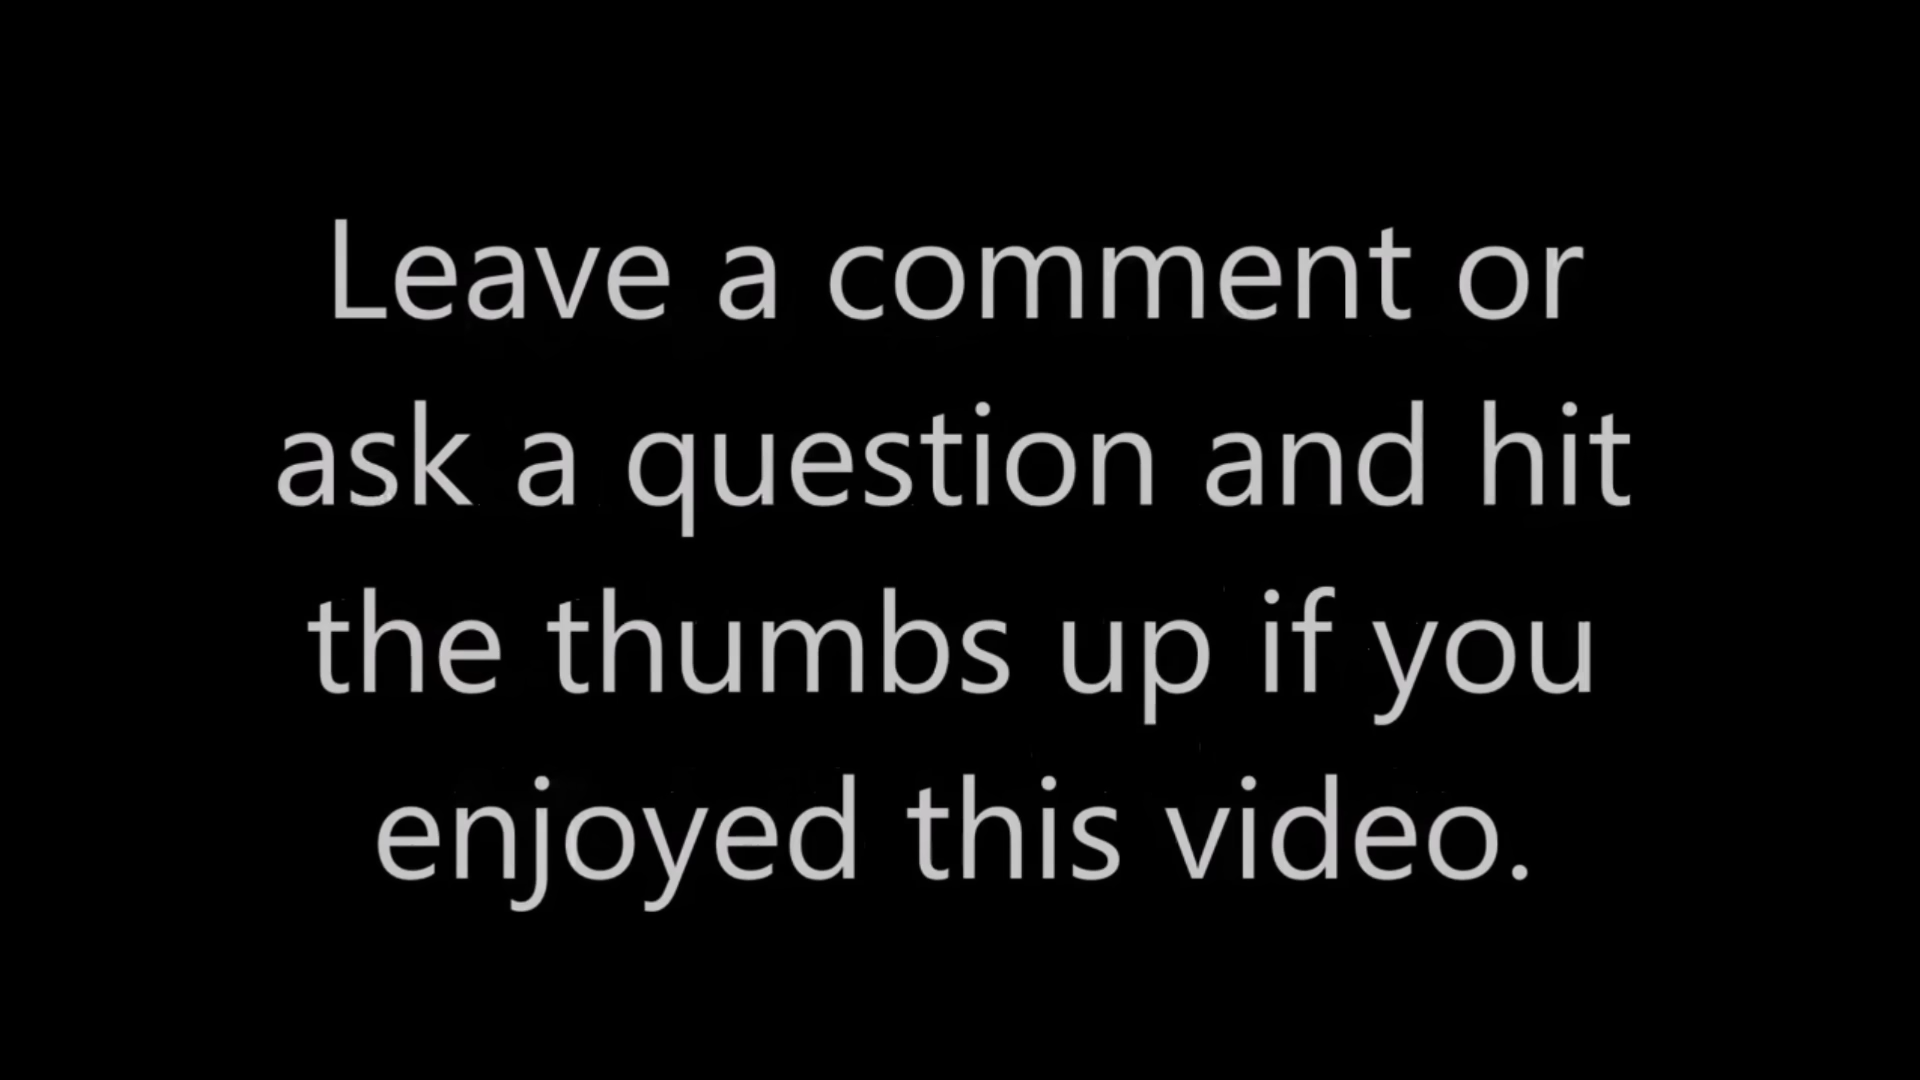 Leave a comment or
ask a question and hit
the thumbs up if you
enjoyed this video.